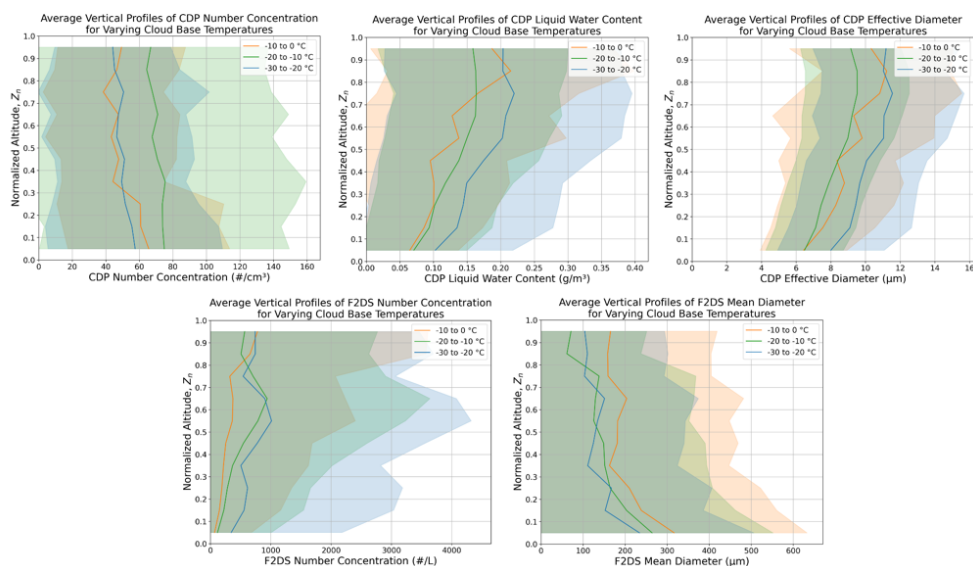 Average Vertical Profiles of CDP Number Concentration
for Varying Cloud Base Temperatures
-10 to 0 °C
-20 to -10 °C
-30 to -20 °C
Normalized Altitude, Zn
1.0
0.9
0.8
0.7
0.6
0.5
0.4
0.3
0.2
0.1
0.0
0 20 40 60 80 100 120 140 160
CDP Number Concentration (#/cm³)
Average Vertical Profiles of CDP Liquid Water Content
for Varying Cloud Base Temperatures
-10 to 0 °C
-20 to -10 °C
-30 to -20 °C
Normalized Altitude, Zn
1.0
0.9
0.8
0.7
0.6
0.5
0.4
0.3
0.2
0.1
0.0
0.00 0.05 0.10 0.15 0.20 0.25 0.30 0.35 0.40
CDP Liquid Water Content (g/m³)
Average Vertical Profiles of CDP Effective Diameter
for Varying Cloud Base Temperatures
-10 to 0 °C
-20 to -10 °C
-30 to -20 °C
Normalized Altitude, Zn
1.0
0.9
0.8
0.7
0.6
0.5
0.4
0.3
0.2
0.1
0.0
0 2 4 6 8 10 12 14 16
CDP Effective Diameter (μm)
Average Vertical Profiles of F2DS Number Concentration
for Varying Cloud Base Temperatures
-10 to 0 °C
-20 to -10 °C
-30 to -20 °C
Normalized Altitude, Zn
1.0
0.9
0.8
0.7
0.6
0.5
0.4
0.3
0.2
0.1
0.0
0 1000 2000 3000 4000
F2DS Number Concentration (#/L)
Average Vertical Profiles of F2DS Mean Diameter
for Varying Cloud Base Temperatures
-10 to 0 °C
-20 to -10 °C
-30 to -20 °C
Normalized Altitude, Zn
1.0
0.9
0.8
0.7
0.6
0.5
0.4
0.3
0.2
0.1
0.0
0 100 200 300 400 500 600
F2DS Mean Diameter (μm)